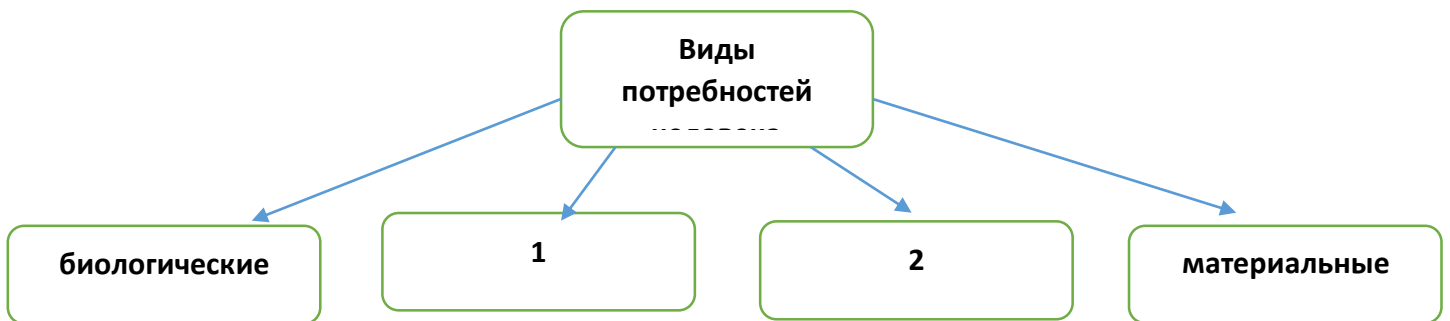 Виды
потребностей
биологические
1
2
материальные